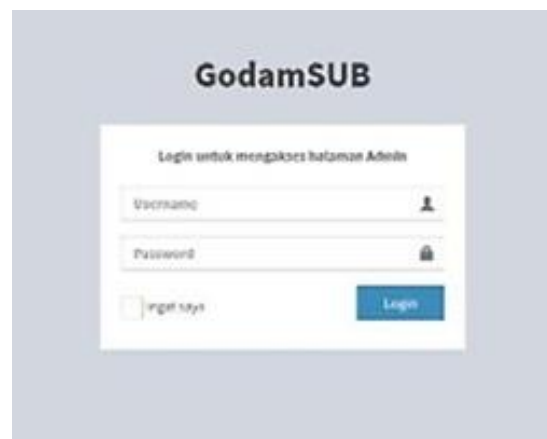 GodamSUB
Login untuk mengakses halaman Admin
Username
Password
Ingat saya
Login